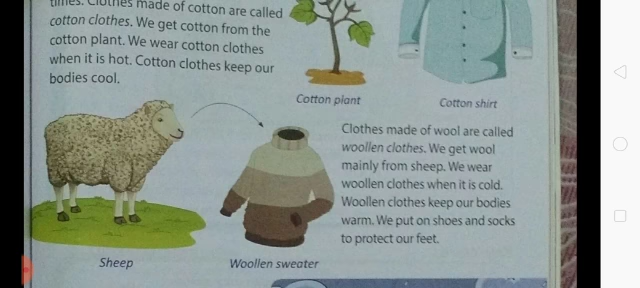 times. Clothes made of cotton are called
cotton clothes. We get cotton from the
cotton plant. We wear cotton clothes
when it is hot. Cotton clothes keep our
bodies cool.
Cotton plant
Cotton shirt
Clothes made of wool are called
woollen clothes. We get wool
mainly from sheep. We wear
woollen clothes when it is cold.
Woollen clothes keep our bodies
warm. We put on shoes and socks
to protect our feet.
Sheep
Woollen sweater